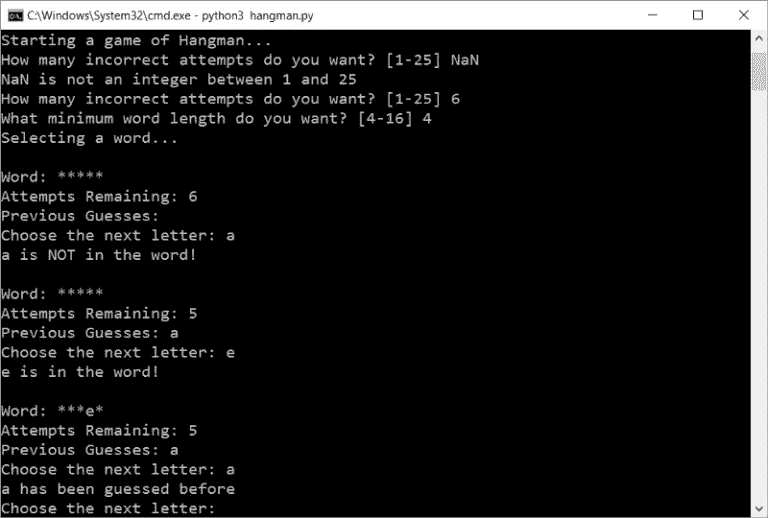 C:\Windows\System32\cmd.exe - python3 hangman.py
Starting a game of Hangman...
How many incorrect attempts do you want? [1-25] NaN
NaN is not an integer between 1 and 25
How many incorrect attempts do you want? [1-25] 6
What minimum word length do you want? [4-16] 4
Selecting a word...
Word: *****
Attempts Remaining: 6
Previous Guesses:
Choose the next letter: a
a is NOT in the word!
Word: *****
Attempts Remaining: 5
Previous Guesses: a
Choose the next letter: e
e is in the word!
Word: ***e*
Attempts Remaining: 5
Previous Guesses: a
Choose the next letter: a
a has been guessed before
Choose the next letter: